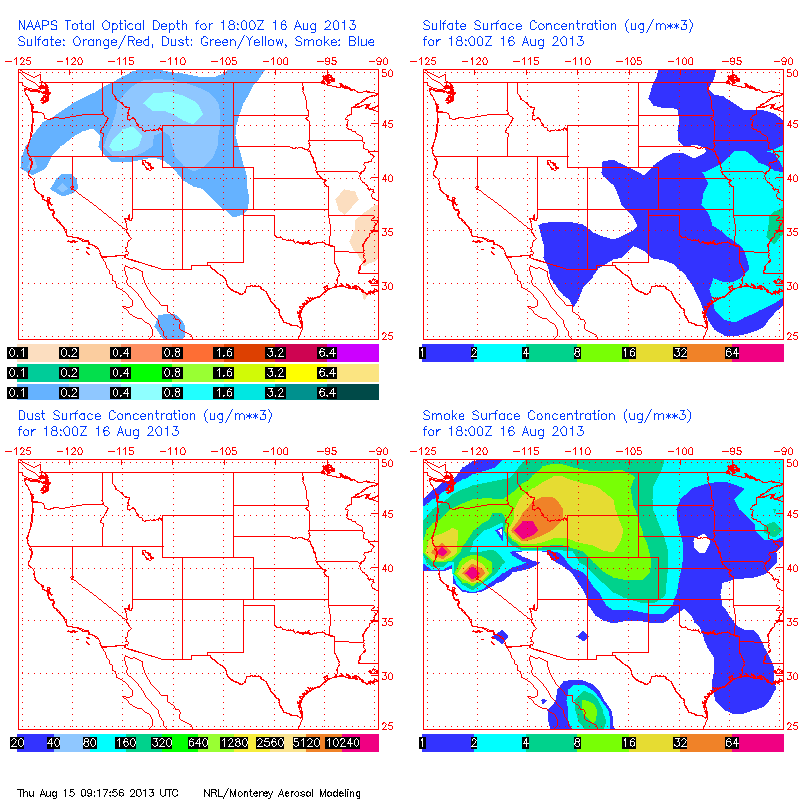 NAAPS Total Optical Depth for 18:00Z 16 Aug 2013
Sulfate: Orange/Red, Dust: Green/Yellow, Smoke: Blue
-125 -120 -115 -110 -105 -100 -95 -90
50
45
40
35
30
25
0.1 0.2 0.4 0.8 1.6 3.2 6.4
0.1 0.2 0.4 0.8 1.6 3.2 6.4
0.1 0.2 0.4 0.8 1.6 3.2 6.4
Sulfate Surface Concentration (ug/m**3)
for 18:00Z 16 Aug 2013
-125 -120 -115 -110 -105 -100 -95 -90
50
45
40
35
30
25
1 2 4 8 16 32 64
Dust Surface Concentration (ug/m**3)
for 18:00Z 16 Aug 2013
-125 -120 -115 -110 -105 -100 -95 -90
50
45
40
35
30
25
20 40 80 160 320 640 1280 2560 5120 10240
Smoke Surface Concentration (ug/m**3)
for 18:00Z 16 Aug 2013
-125 -120 -115 -110 -105 -100 -95 -90
50
45
40
35
30
25
1 2 4 8 16 32 64
Thu Aug 15 09:17:56 2013 UTC NRL/Monterey Aerosol Modeling